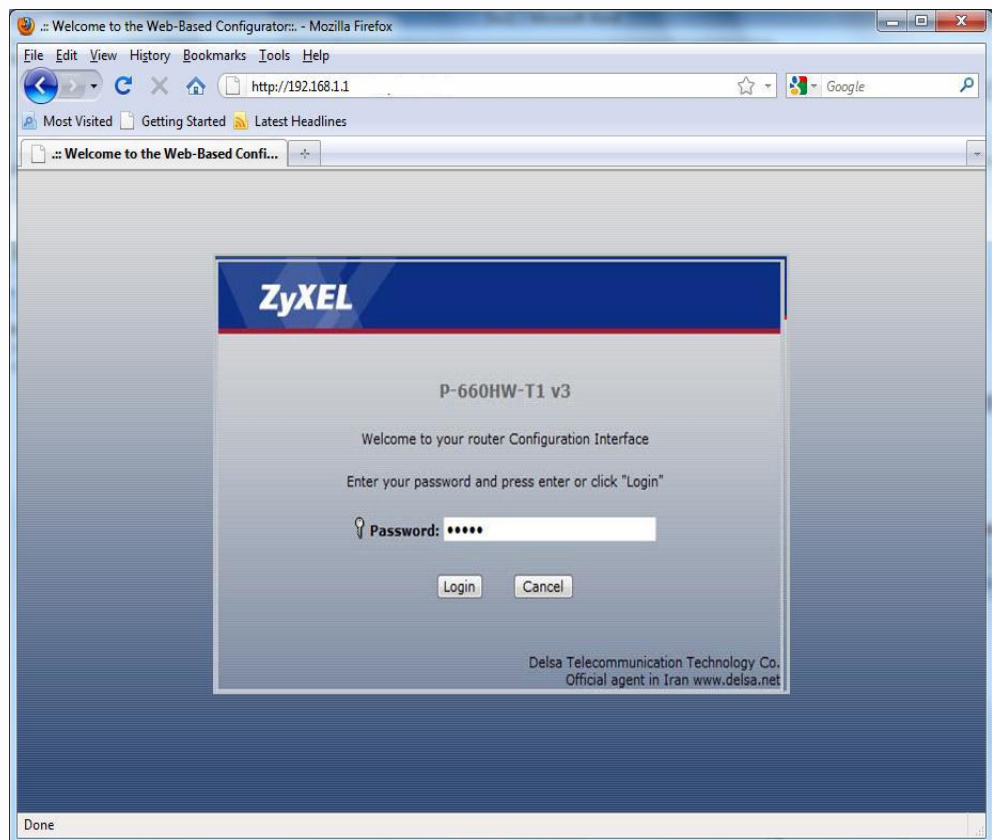 .:: Welcome to the Web-Based Configurator::. - Mozilla Firefox
File Edit View History Bookmarks Tools Help
http://192.168.1.1
Google
Most Visited Getting Started Latest Headlines
.:: Welcome to the Web-Based Confi...
ZyXEL
P-660HW-T1 v3
Welcome to your router Configuration Interface
Enter your password and press enter or click "Login"
Password: •••••
Login Cancel
Delsa Telecommunication Technology Co.
Official agent in Iran www.delsa.net
Done